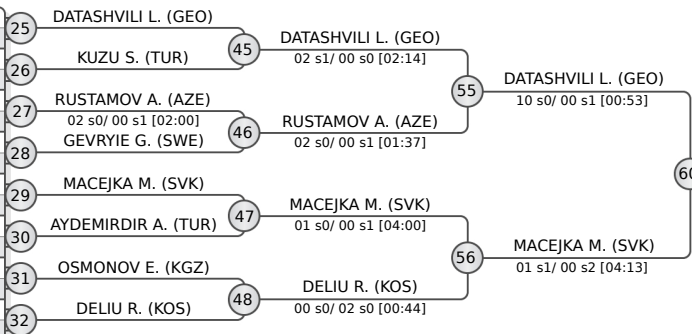 25
DATASHVILI L. (GEO)
26
KUZU S. (TUR)
45
DATASHVILI L. (GEO)
02 s1/ 00 s0 [02:14]
27
RUSTAMOV A. (AZE)
02 s0/ 00 s1 [02:00]
28
GEVRYIE G. (SWE)
46
RUSTAMOV A. (AZE)
02 s0/ 00 s1 [01:37]
55
DATASHVILI L. (GEO)
10 s0/ 00 s1 [00:53]
29
MACEJKA M. (SVK)
30
AYDEMIRDIR A. (TUR)
47
MACEJKA M. (SVK)
01 s0/ 00 s1 [04:00]
31
OSMONOV E. (KGZ)
32
DELIU R. (KOS)
48
DELIU R. (KOS)
00 s0/ 02 s0 [00:44]
56
MACEJKA M. (SVK)
01 s1/ 00 s2 [04:13]
60